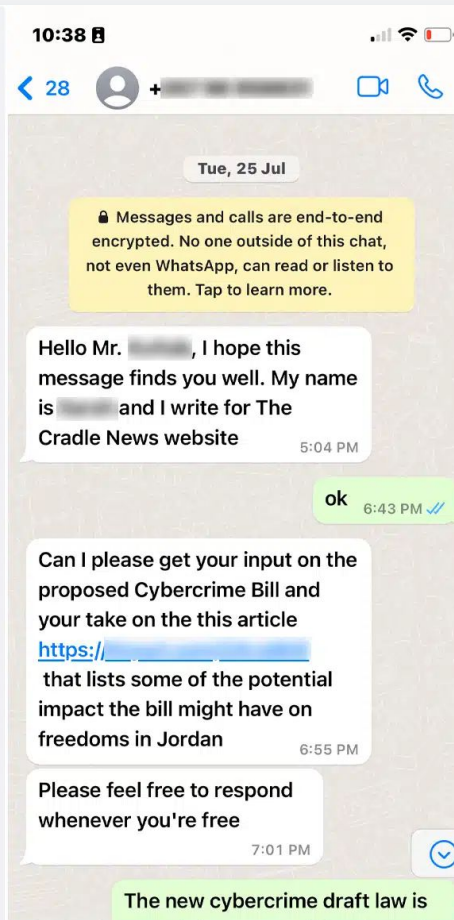 10:38
28
+
Tue, 25 Jul
Messages and calls are end-to-end
encrypted. No one outside of this chat,
not even WhatsApp, can read or listen to
them. Tap to learn more.
Hello Mr. , I hope this
message finds you well. My name
is and I write for The
Cradle News website
5:04 PM
ok
6:43 PM
Can I please get your input on the
proposed Cybercrime Bill and
your take on the this article
https://
that lists some of the potential
impact the bill might have on
freedoms in Jordan
6:55 PM
Please feel free to respond
whenever you're free
7:01 PM
The new cybercrime draft law is